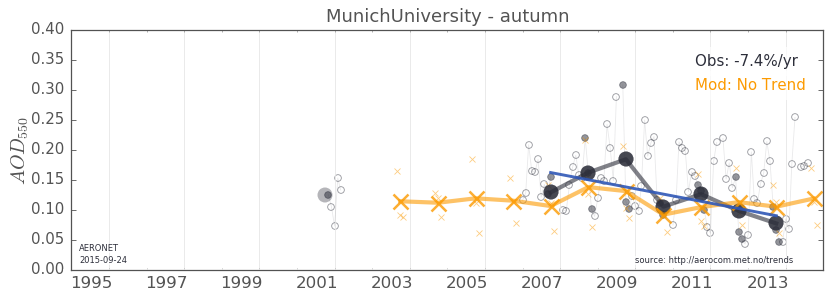 MunichUniversity - autumn
0.40
0.35
0.30
0.25
0.20
0.15
0.10
0.05
0.00
AOD550
Obs: -7.4%/yr
Mod: No Trend
AERONET
2015-09-24
source: http://aerocom.met.no/trends
1995 1997 1999 2001 2003 2005 2007 2009 2011 2013